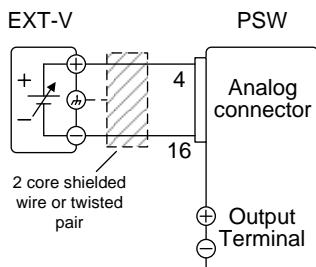 EXT-V
PSW
+
–
+
–
4
16
Analog
connector
2 core shielded
wire or twisted
pair
+
–
Output
Terminal